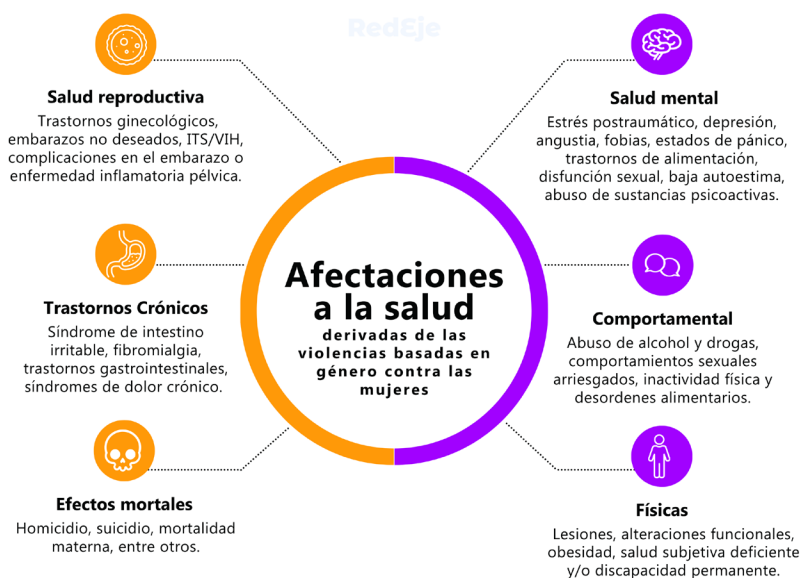 RedEje
Salud reproductiva
Trastornos ginecológicos,
embarazos no deseados, ITS/VIH,
complicaciones en el embarazo o
enfermedad inflamatoria pélvica.
Trastornos Crónicos
Síndrome de intestino
irritable, fibromialgia,
trastornos gastrointestinales,
síndromes de dolor crónico.
Efectos mortales
Homicidio, suicidio, mortalidad
materna, entre otros.
Afectaciones
a la salud
derivadas de las
violencias basadas en
género contra las
mujeres
Salud mental
Estrés postraumático, depresión,
angustia, fobias, estados de pánico,
trastornos de alimentación,
disfunción sexual, baja autoestima,
abuso de sustancias psicoactivas.
Comportamental
Abuso de alcohol y drogas,
comportamientos sexuales
arriesgados, inactividad física y
desordenes alimentarios.
Físicas
Lesiones, alteraciones funcionales,
obesidad, salud subjetiva deficiente
y/o discapacidad permanente.